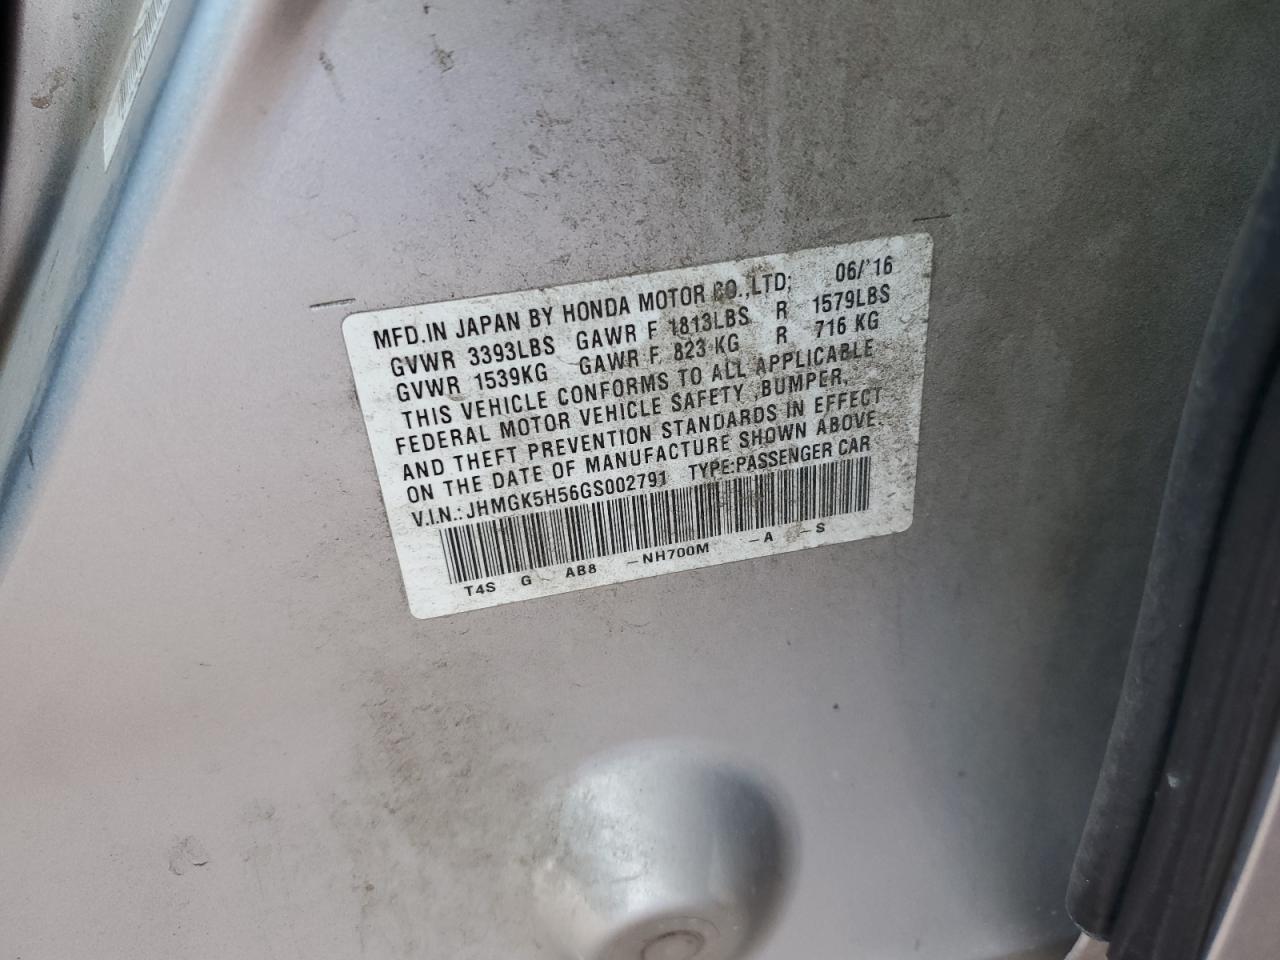 MFD.IN JAPAN BY HONDA MOTOR CO.,LTD; 06/'16
GVWR 3393LBS GAWR F 1813LBS R 1579LBS
GVWR 1539KG GAWR F. 823 KG R 716 KG
THIS VEHICLE CONFORMS TO ALL APPLICABLE
FEDERAL MOTOR VEHICLE SAFETY ,BUMPER,
AND THEFT PREVENTION STANDARDS IN EFFECT
ON THE DATE OF MANUFACTURE SHOWN ABOVE.
V.I.N.: JHMGK5H56GS002791 TYPE:PASSENGER CAR
T4S G AB8 -NH700M -A -S